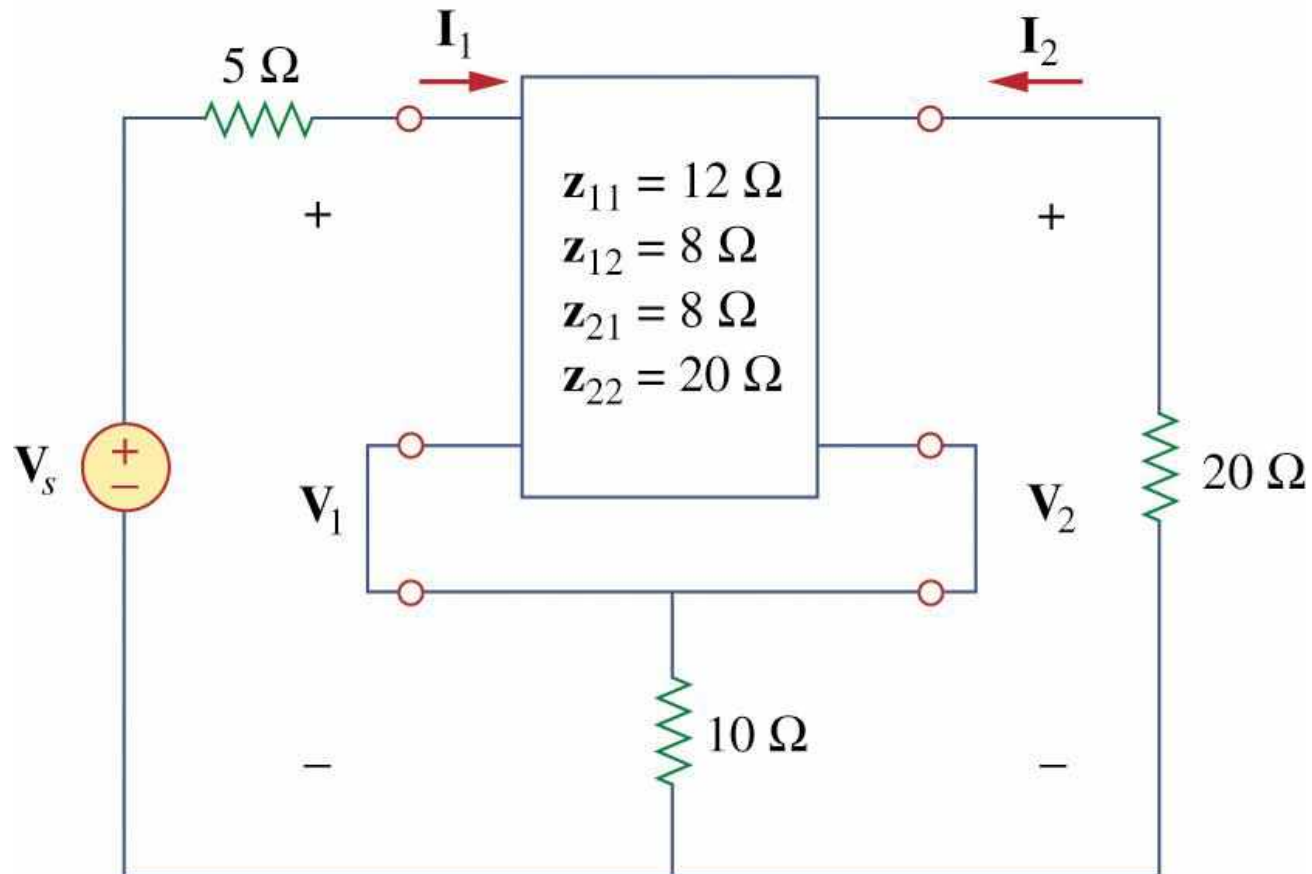 I₁
I₂
5 Ω
+
+
z₁₁ = 12 Ω
z₁₂ = 8 Ω
z₂₁ = 8 Ω
z₂₂ = 20 Ω
Vₛ
+
−
V₁
V₂
20 Ω
10 Ω
−
−